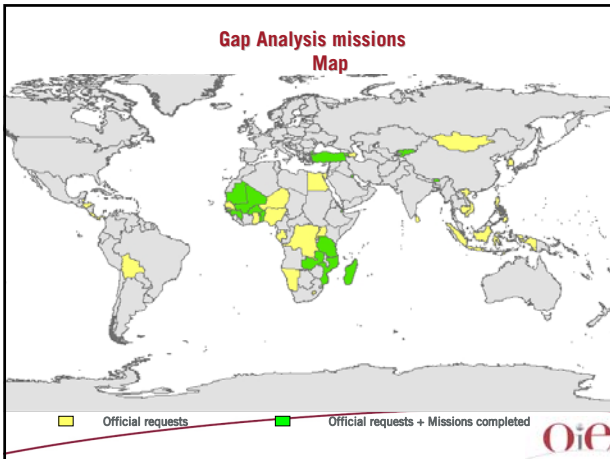 Gap Analysis missions
Map
Official requests
Official requests + Missions completed
Oie